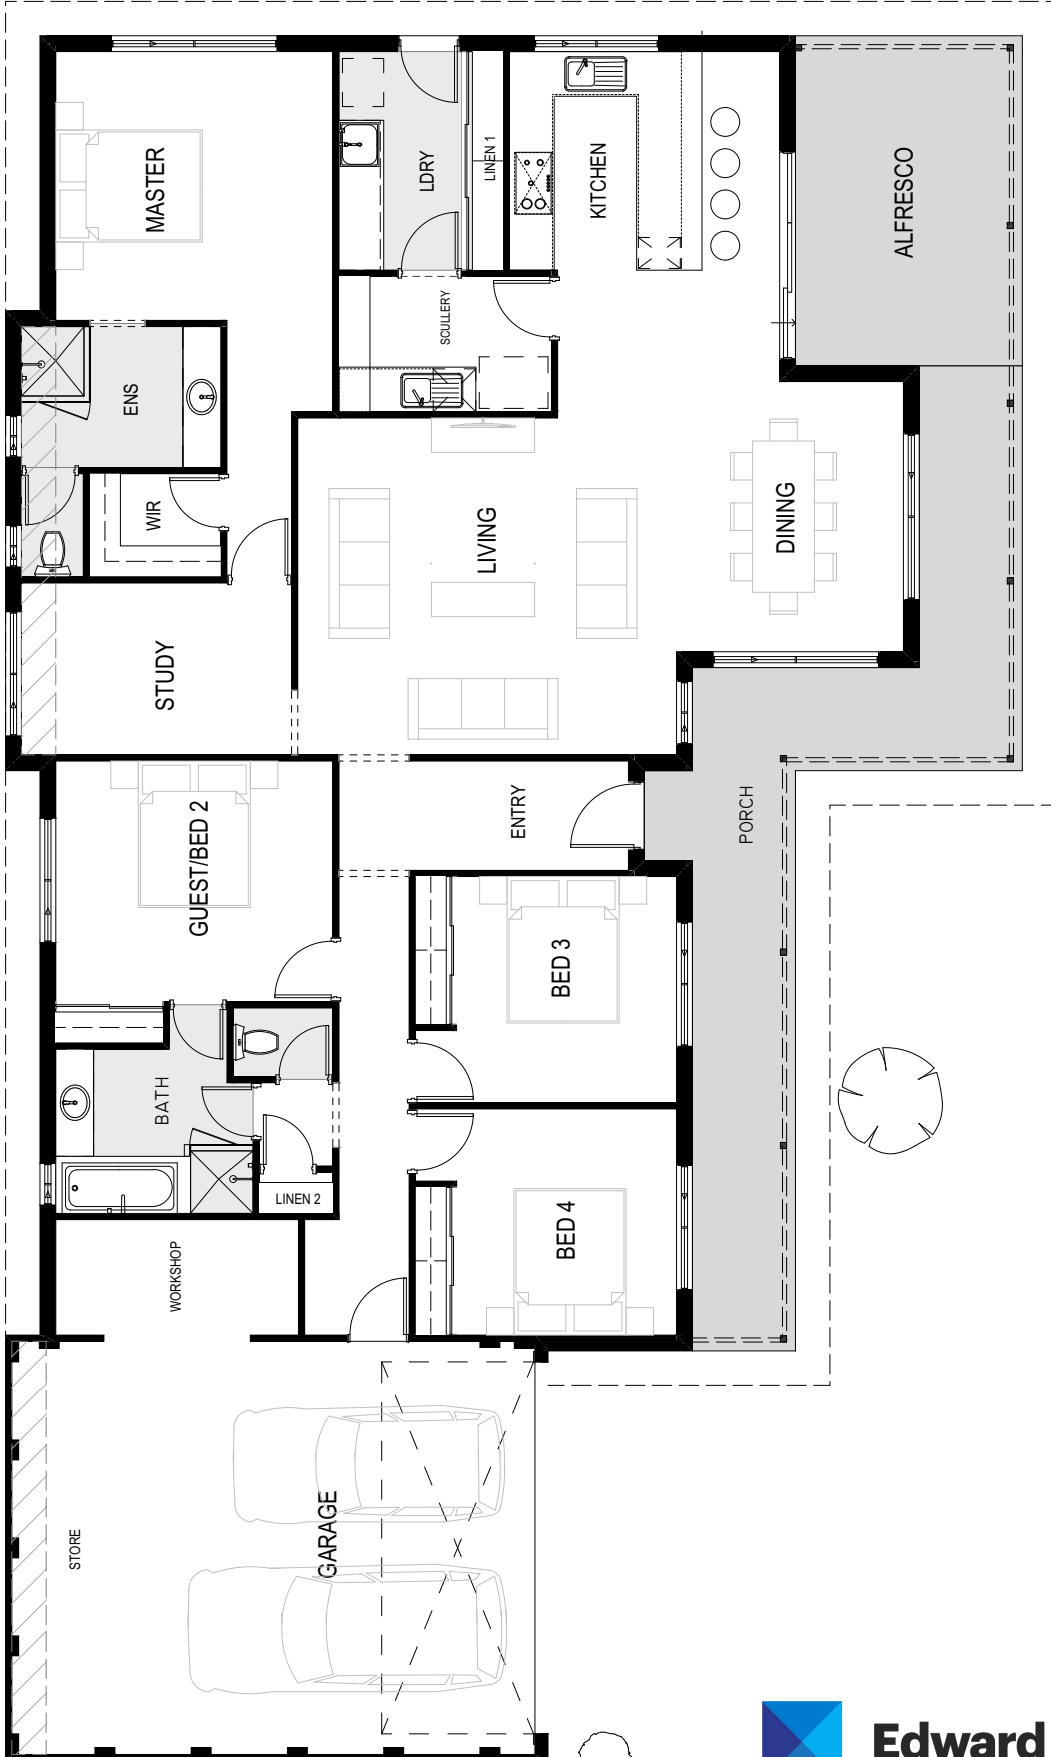 MASTER
LDRY
LINEN 1
KITCHEN
ALFRESCO
SCULLERY
ENS
WIR
LIVING
DINING
STUDY
GUEST/BED 2
ENTRY
PORCH
BED 3
BATH
LINEN 2
BED 4
WORKSHOP
STORE
GARAGE
Edward